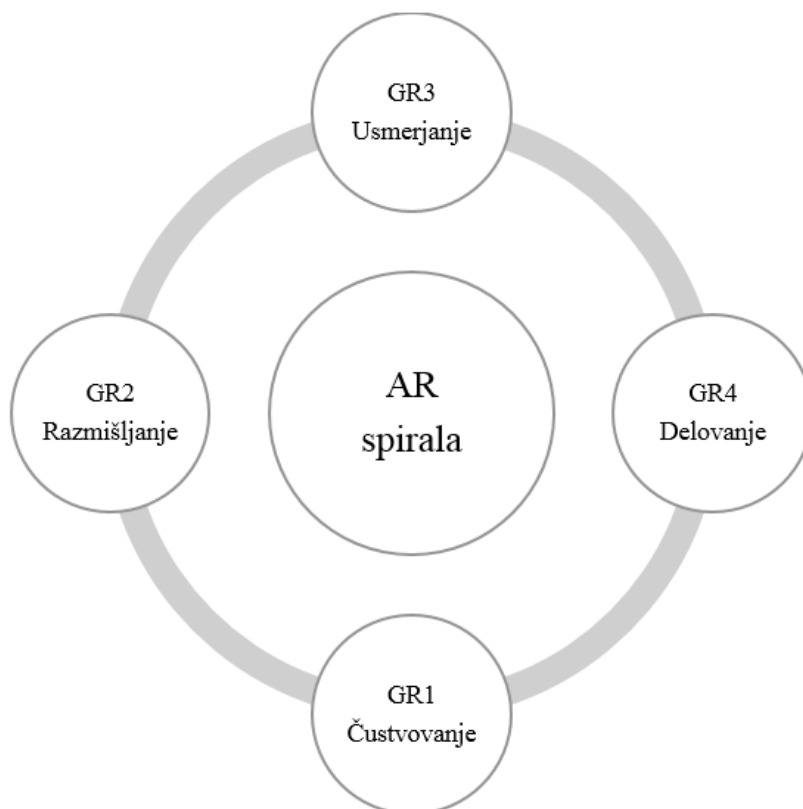 GR3
Usmerjanje
GR2
Razmišljanje
AR
spirala
GR4
Delovanje
GR1
Čustvovanje